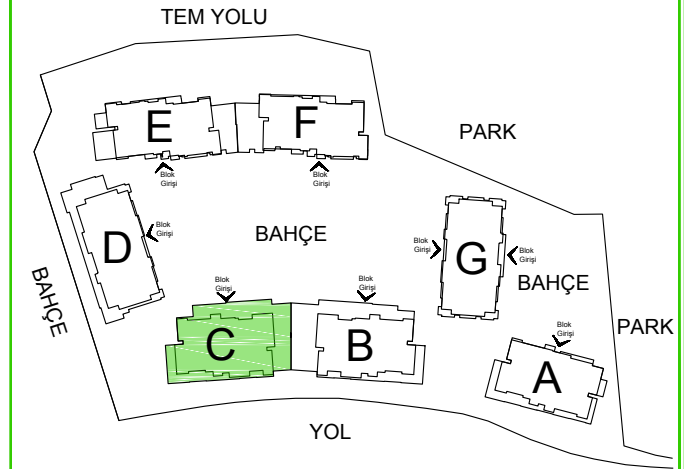 TEM YOLU
PARK
E
F
Blok
Girişi
Blok
Girişi
D
Blok
Girişi
BAHÇE
BAHÇE
G
Blok
Girişi
Blok
Girişi
BAHÇE
PARK
C
Blok
Girişi
B
Blok
Girişi
A
Blok
Girişi
YOL